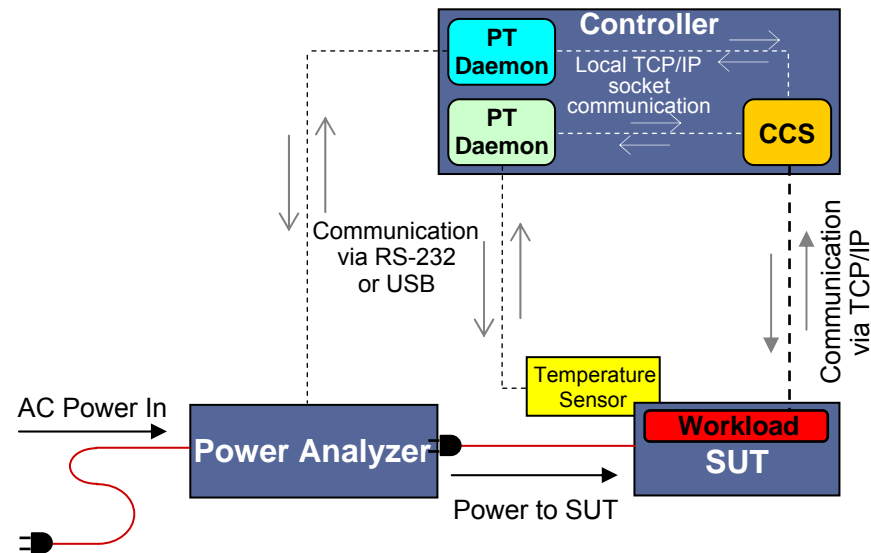 Controller
PT
Daemon
Local TCP/IP
socket
communication
PT
Daemon
CCS
Communication
via RS-232
or USB
Communication
via TCP/IP
Temperature
Sensor
AC Power In
Power Analyzer
Workload
SUT
Power to SUT